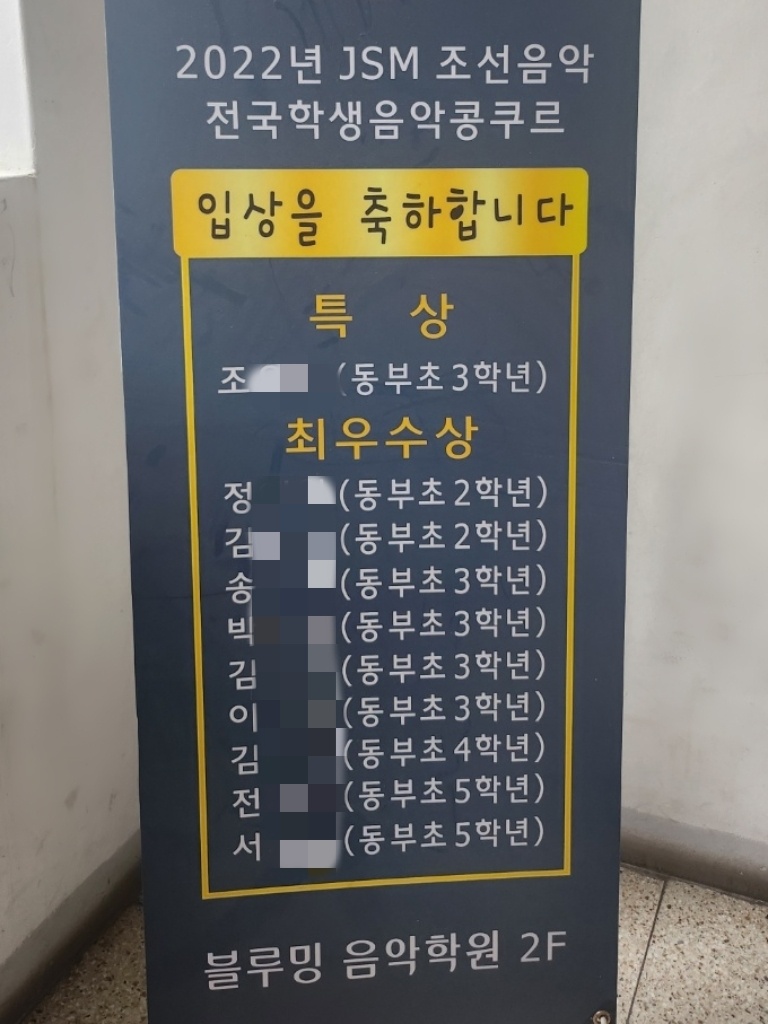 2022년 JSM 조선음악
전국학생음악콩쿠르
입상을 축하합니다
특 상
조 (동부초 3학년)
최우수상
정 (동부초 2학년)
김 (동부초 2학년)
송 (동부초 3학년)
박 (동부초 3학년)
김 (동부초 3학년)
이 (동부초 3학년)
김 (동부초 4학년)
전 (동부초 5학년)
서 (동부초 5학년)
블루밍 음악학원 2F